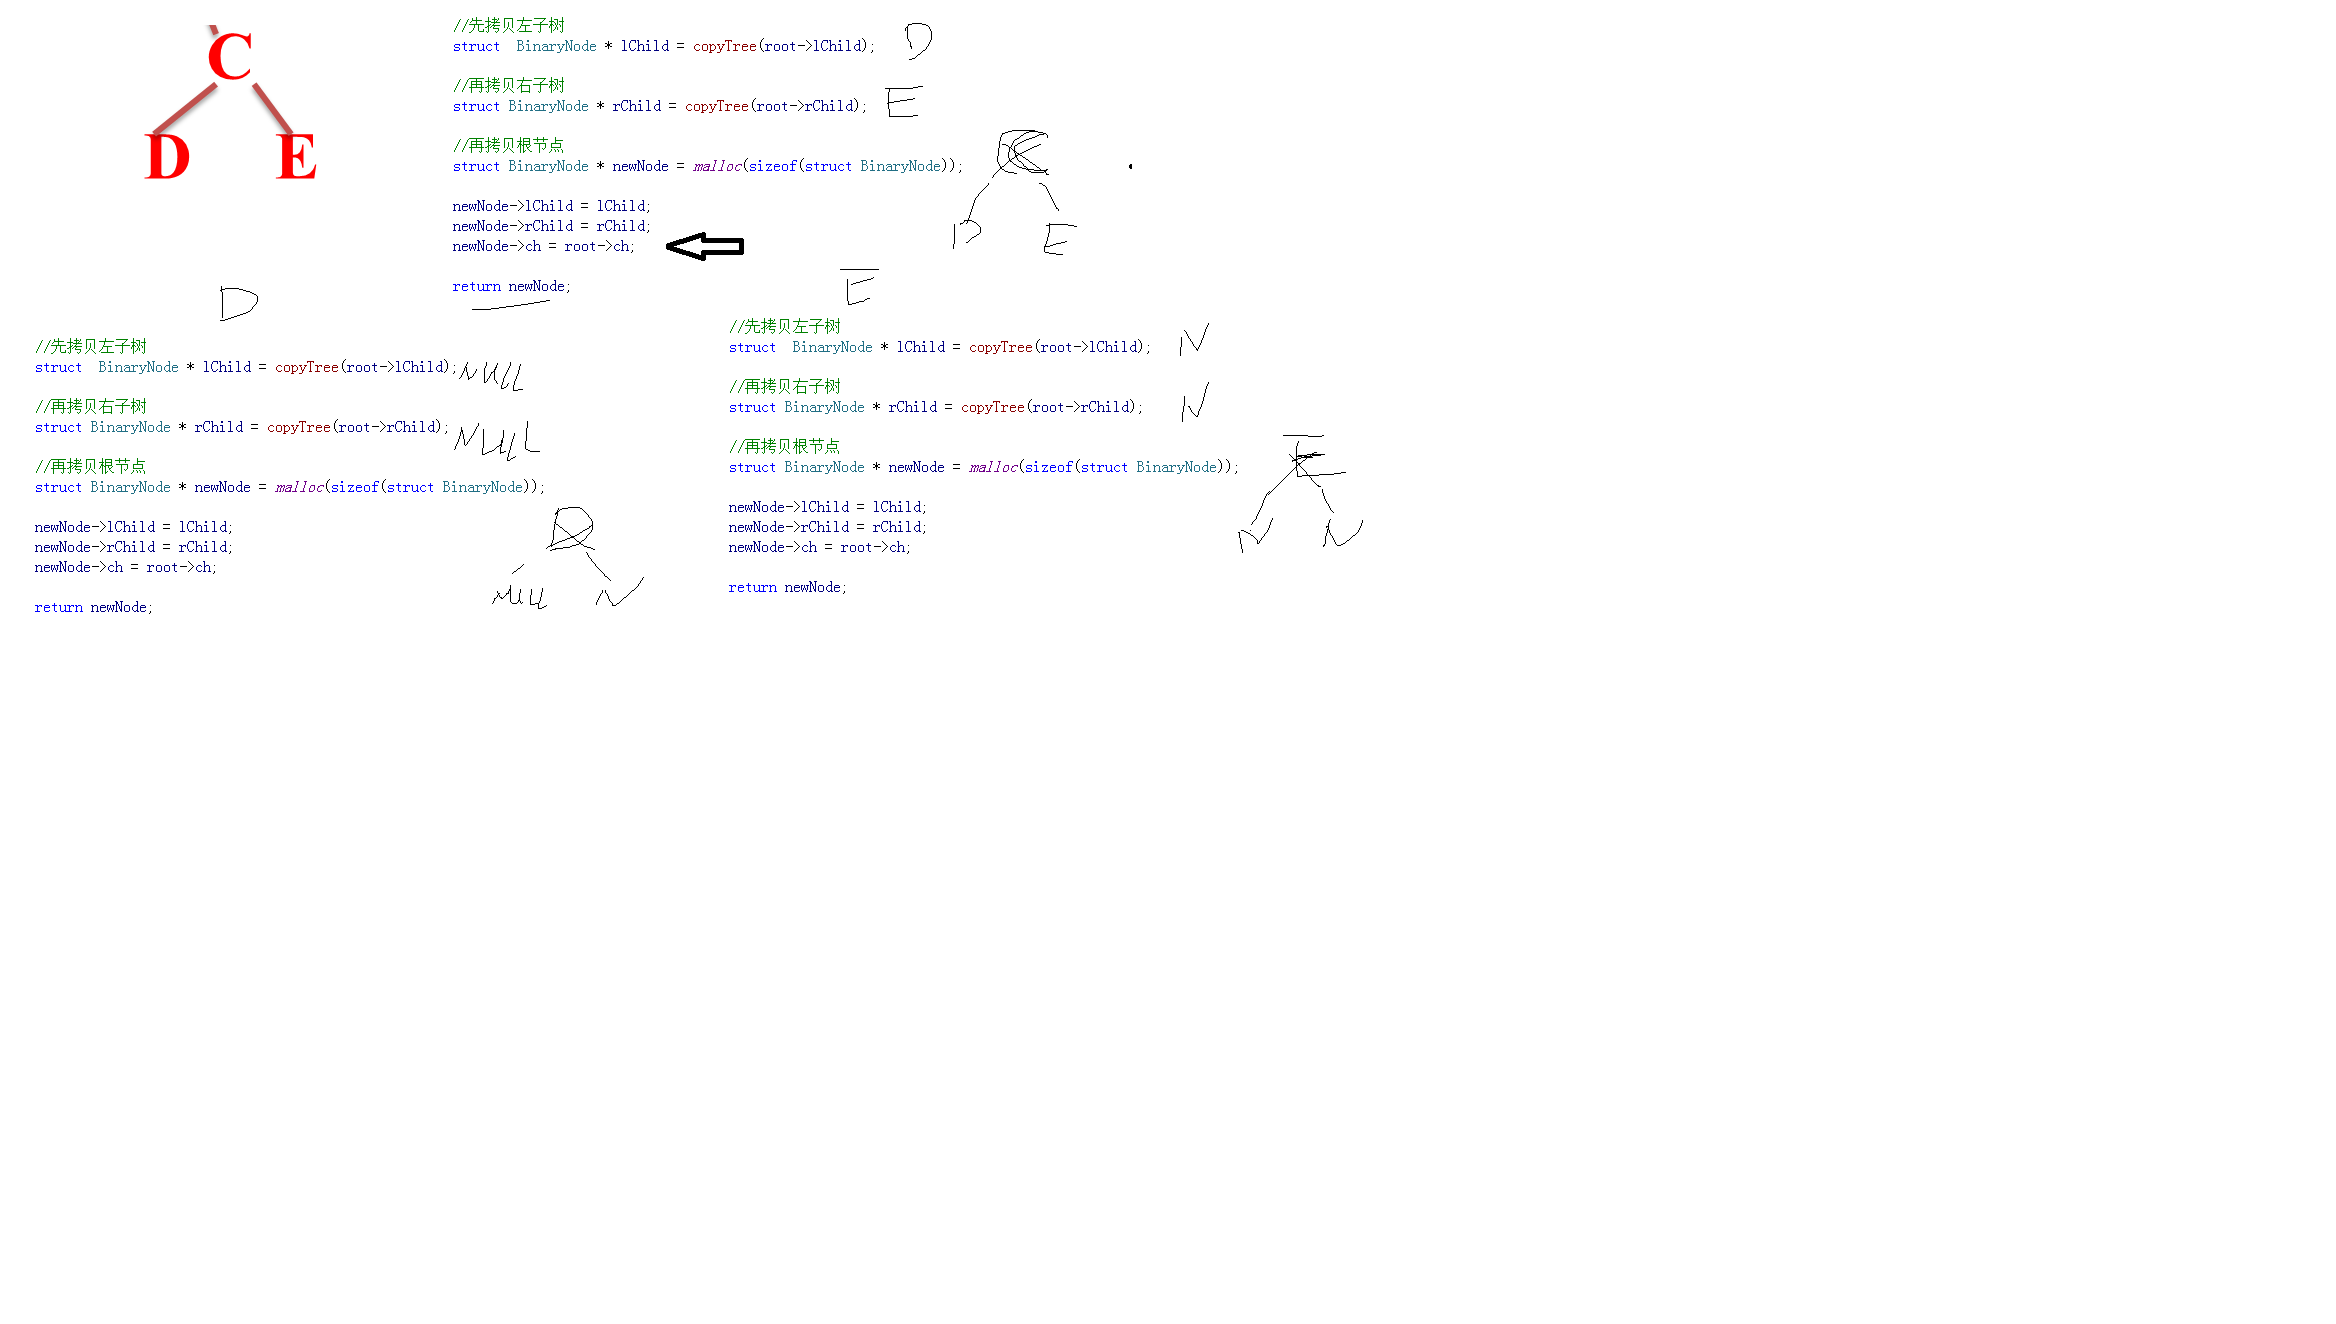 C
D E
//先拷贝左子树
struct  BinaryNode * lChild = copyTree(root->lChild); D
//再拷贝右子树
struct BinaryNode * rChild = copyTree(root->rChild); E
//再拷贝根节点
struct BinaryNode * newNode = malloc(sizeof(struct BinaryNode)); C
newNode->lChild = lChild;
newNode->rChild = rChild;
D E
newNode->ch = root->ch;
return newNode;
D
//先拷贝左子树
struct  BinaryNode * lChild = copyTree(root->lChild); NULL
//再拷贝右子树
struct BinaryNode * rChild = copyTree(root->rChild); NULL
//再拷贝根节点
struct BinaryNode * newNode = malloc(sizeof(struct BinaryNode));
D
newNode->lChild = lChild;
newNode->rChild = rChild;
newNode->ch = root->ch;
NULL N
return newNode;
E
//先拷贝左子树
struct  BinaryNode * lChild = copyTree(root->lChild); N
//再拷贝右子树
struct BinaryNode * rChild = copyTree(root->rChild); N
//再拷贝根节点
struct BinaryNode * newNode = malloc(sizeof(struct BinaryNode)); E
newNode->lChild = lChild;
newNode->rChild = rChild;
N N
newNode->ch = root->ch;
return newNode;